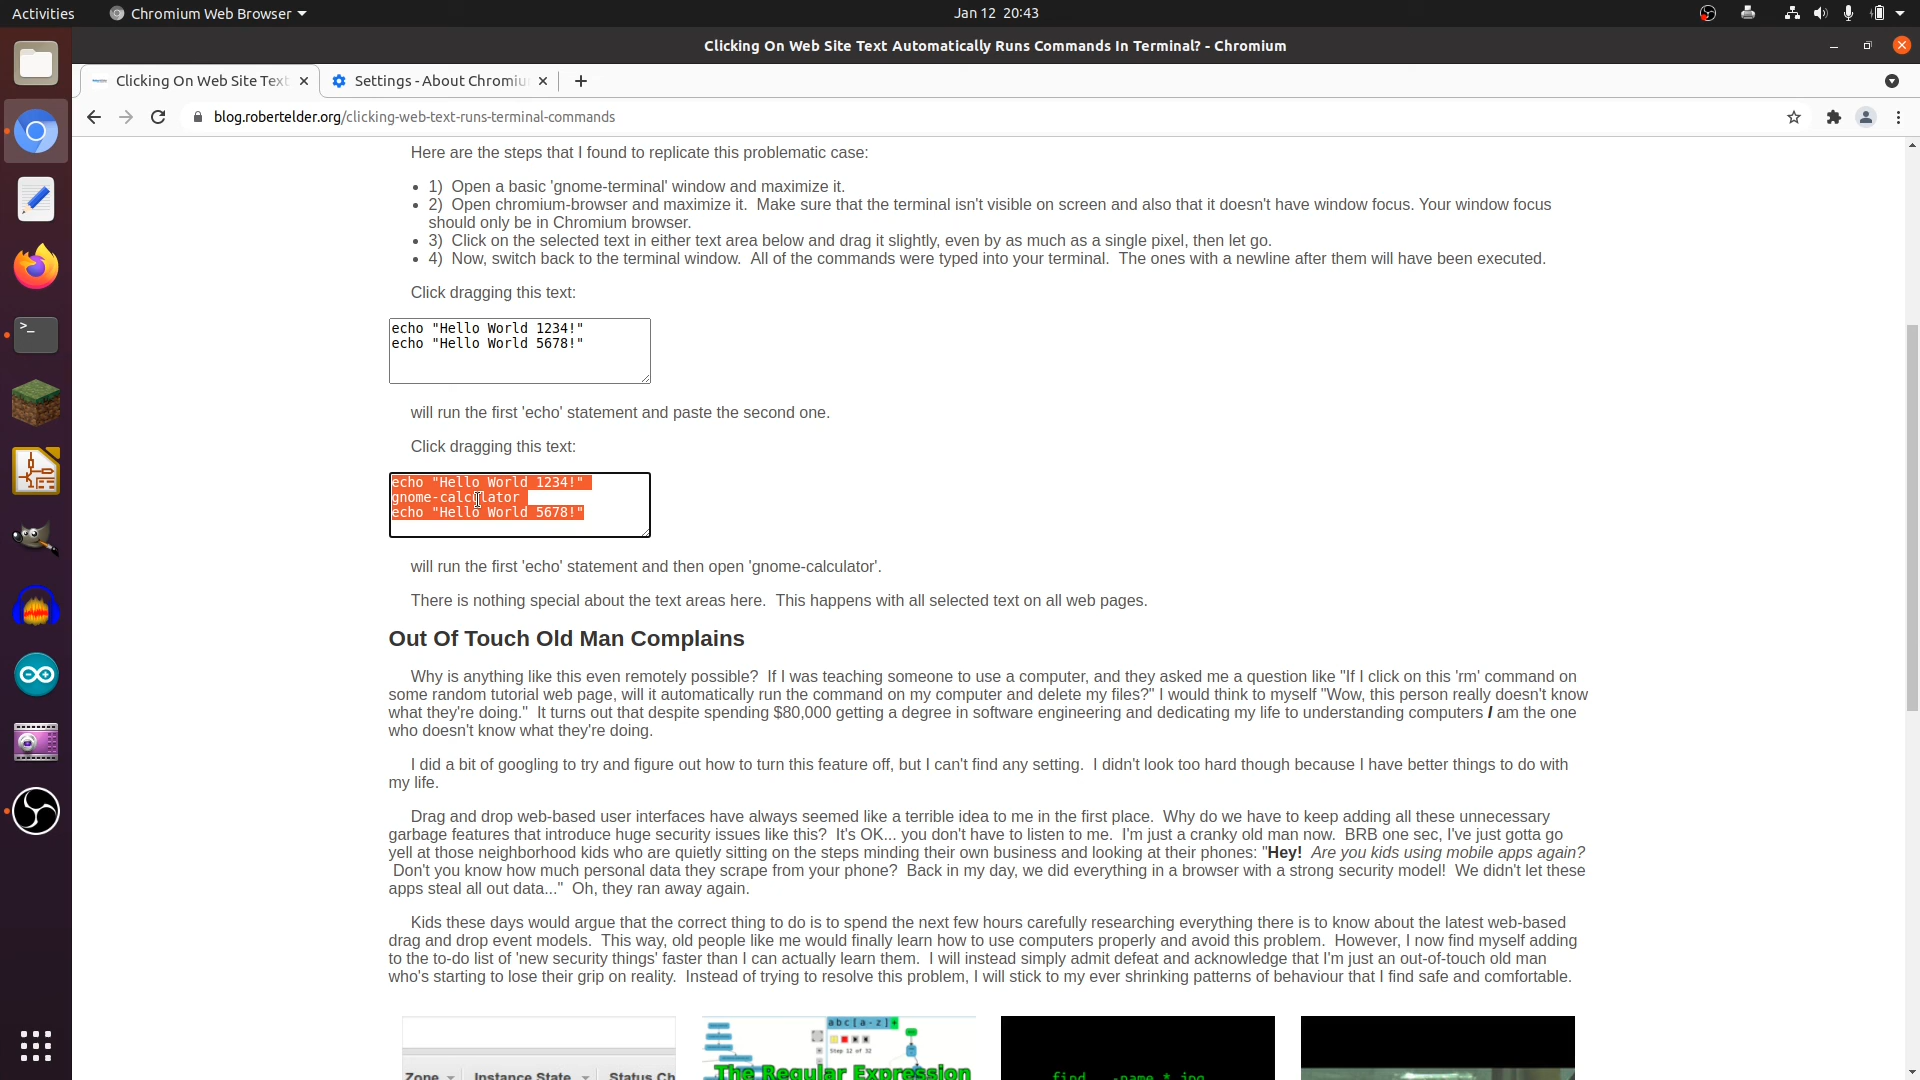 Activities
Chromium Web Browser
Jan 12 20:43
Clicking On Web Site Text Automatically Runs Commands In Terminal? - Chromium
Clicking On Web Site Text
Settings - About Chromiu
blog.robertelder.org/clicking-web-text-runs-terminal-commands
Here are the steps that I found to replicate this problematic case:
• 1) Open a basic 'gnome-terminal' window and maximize it.
• 2) Open chromium-browser and maximize it. Make sure that the terminal isn't visible on screen and also that it doesn't have window focus. Your window focus
should only be in Chromium browser.
• 3) Click on the selected text in either text area below and drag it slightly, even by as much as a single pixel, then let go.
• 4) Now, switch back to the terminal window. All of the commands were typed into your terminal. The ones with a newline after them will have been executed.
Click dragging this text:
echo "Hello World 1234!"
echo "Hello World 5678!"
will run the first 'echo' statement and paste the second one.
Click dragging this text:
echo "Hello World 1234!"
gnome-calculator
echo "Hello World 5678!"
will run the first 'echo' statement and then open 'gnome-calculator'.
There is nothing special about the text areas here. This happens with all selected text on all web pages.
Out Of Touch Old Man Complains
Why is anything like this even remotely possible? If I was teaching someone to use a computer, and they asked me a question like "If I click on this 'rm' command on
some random tutorial web page, will it automatically run the command on my computer and delete my files?" I would think to myself "Wow, this person really doesn't know
what they're doing." It turns out that despite spending $80,000 getting a degree in software engineering and dedicating my life to understanding computers I am the one
who doesn't know what they're doing.
I did a bit of googling to try and figure out how to turn this feature off, but I can't find any setting. I didn't look too hard though because I have better things to do with
my life.
Drag and drop web-based user interfaces have always seemed like a terrible idea to me in the first place. Why do we have to keep adding all these unnecessary
garbage features that introduce huge security issues like this? It's OK... you don't have to listen to me. I'm just a cranky old man now. BRB one sec, I've just gotta go
yell at those neighborhood kids who are quietly sitting on the steps minding their own business and looking at their phones: "Hey! Are you kids using mobile apps again?
Don't you know how much personal data they scrape from your phone? Back in my day, we did everything in a browser with a strong security model! We didn't let these
apps steal all out data..." Oh, they ran away again.
Kids these days would argue that the correct thing to do is to spend the next few hours carefully researching everything there is to know about the latest web-based
drag and drop event models. This way, old people like me would finally learn how to use computers properly and avoid this problem. However, I now find myself adding
to the to-do list of 'new security things' faster than I can actually learn them. I will instead simply admit defeat and acknowledge that I'm just an out-of-touch old man
who's starting to lose their grip on reality. Instead of trying to resolve this problem, I will stick to my ever shrinking patterns of behaviour that I find safe and comfortable.
Zone Instance State Status Ch
abc[a-z]+
Step 12 of 32
The Regular Expression
find . -name *.jpg